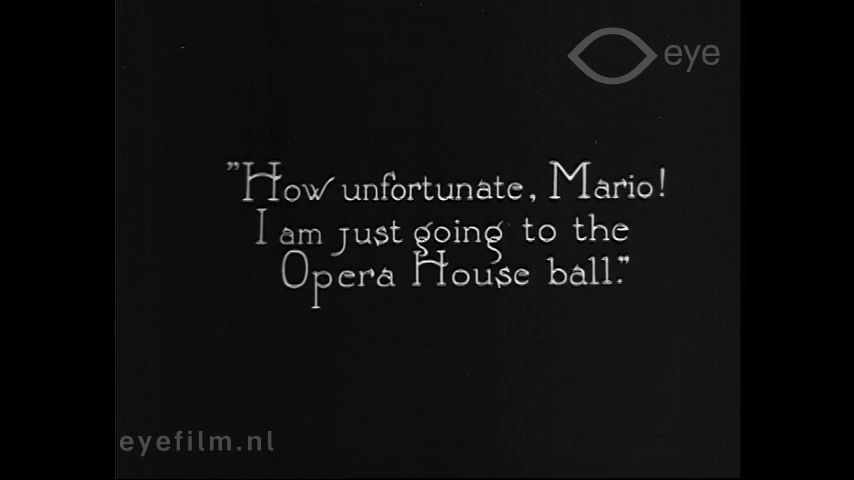 eye
"How unfortunate, Mario!
I am just going to the
Opera House ball."
eyefilm.nl